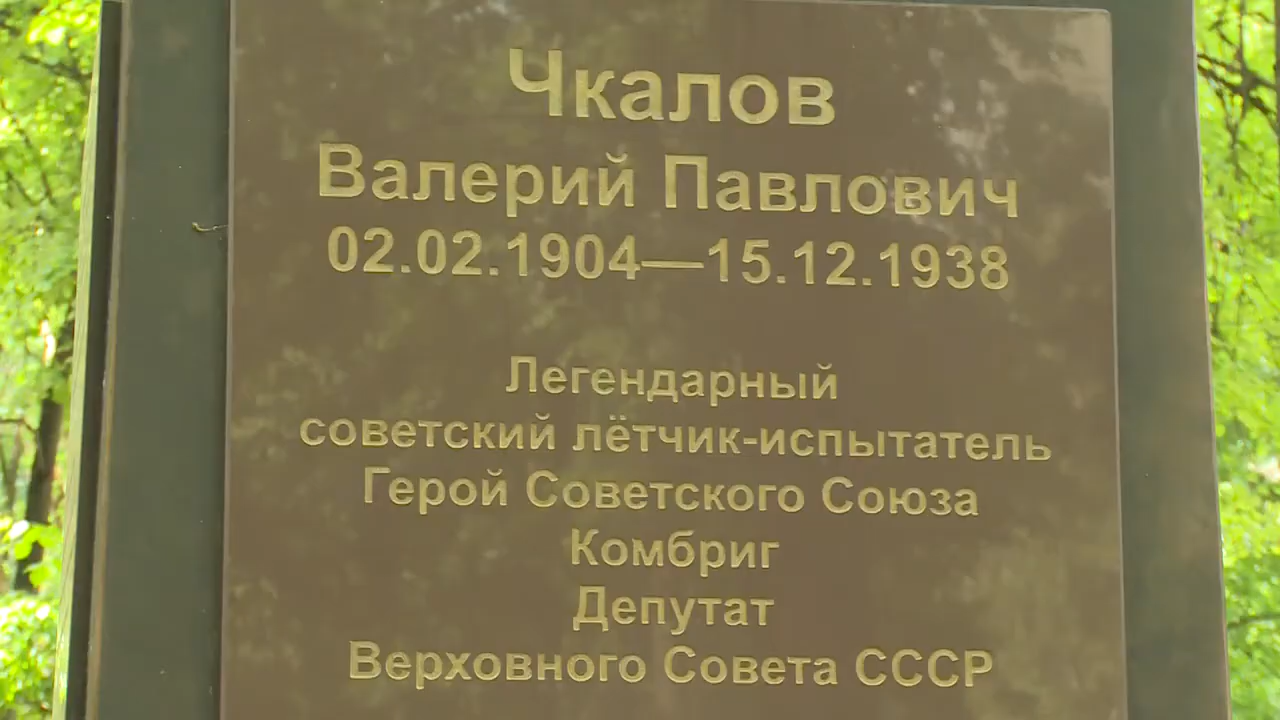 Чкалов
Валерий Павлович
02.02.1904—15.12.1938
Легендарный
советский лётчик-испытатель
Герой Советского Союза
Комбриг
Депутат
Верховного Совета СССР